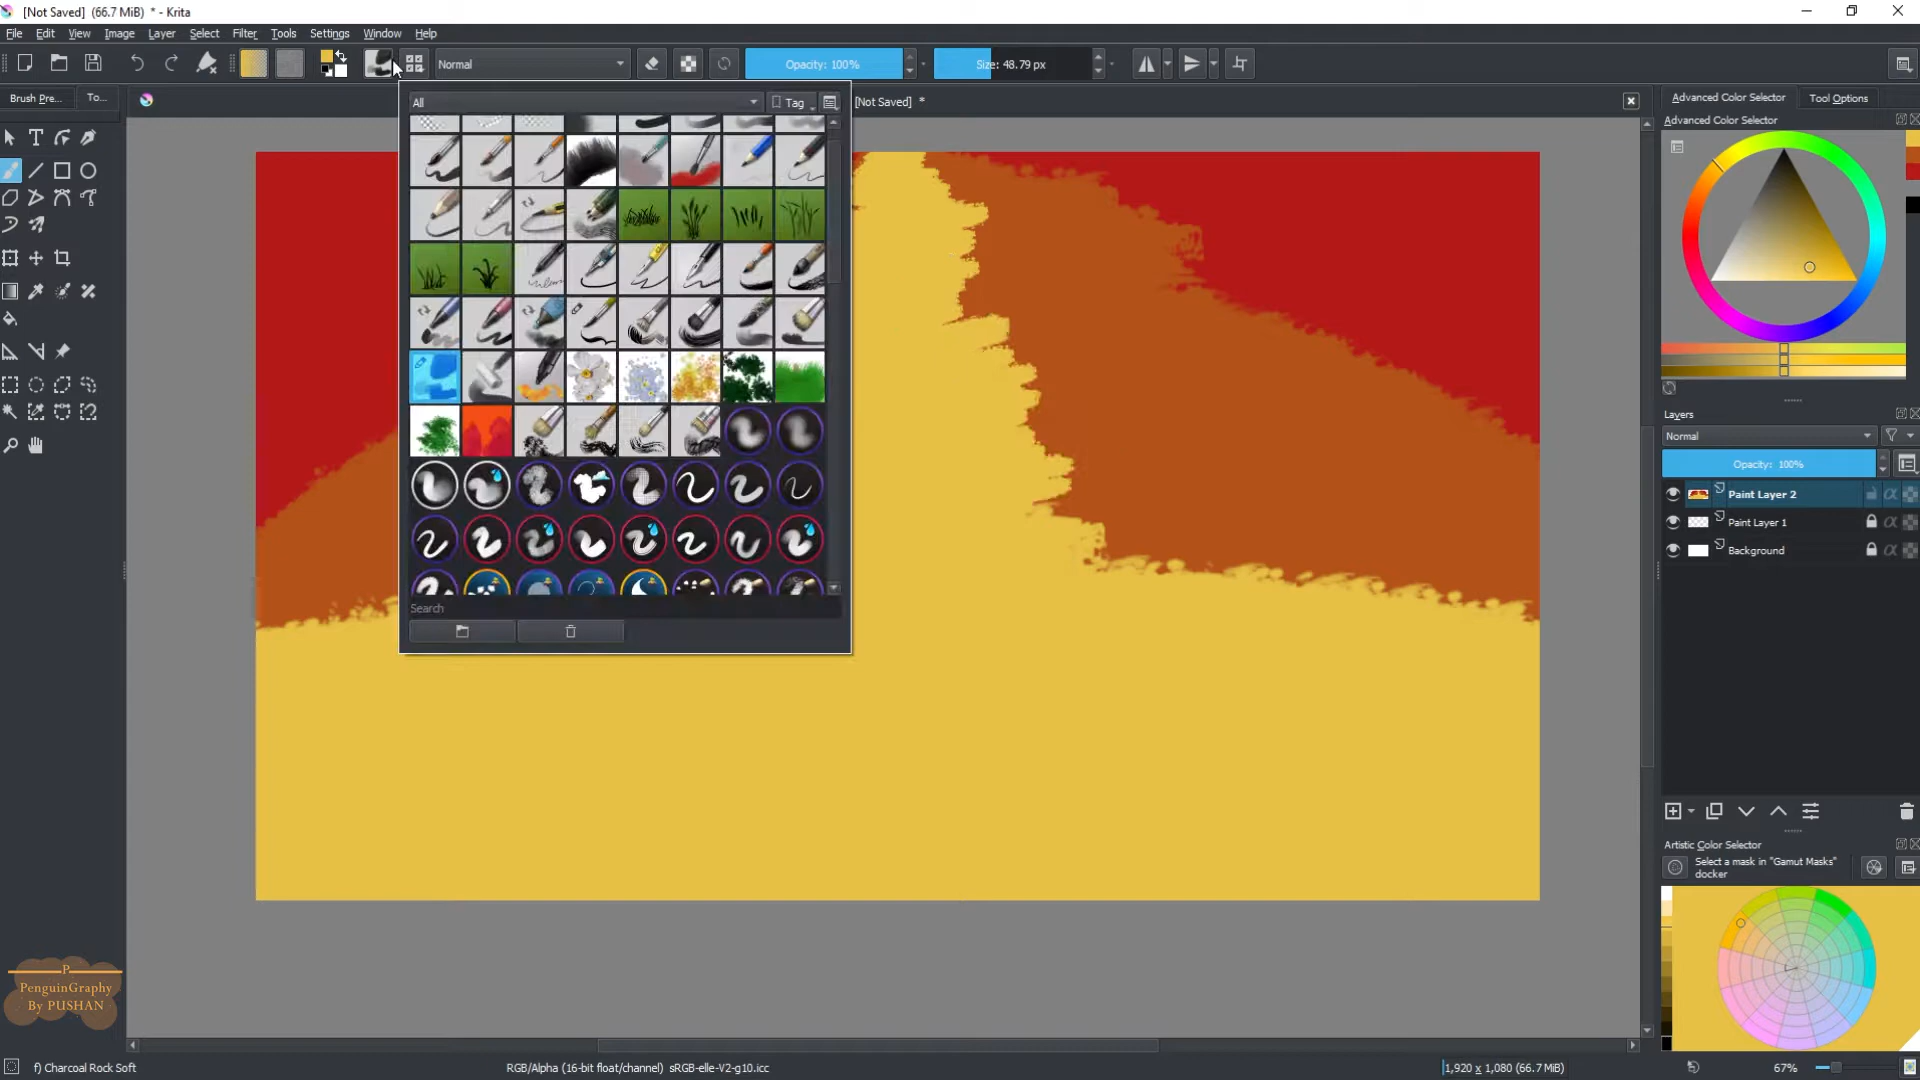 [Not Saved] (66.7 MiB) * - Krita
File Edit View Image Layer Select Filter Tools Settings Window Help
Normal
Opacity: 100%
Size: 48.79 px
Brush Pre...
To...
All
Tag
[Not Saved] *
Advanced Color Selector
Tool Options
Advanced Color Selector
Layers
Normal
Opacity: 100%
Paint Layer 2
Paint Layer 1
Background
Search
Artistic Color Selector
Select a mask in "Gamut Masks"
docker
P
PenguinGraphy
By PUSHAN
f) Charcoal Rock Soft
RGB/Alpha (16-bit float/channel) sRGB-elle-V2-g10.icc
1,920 x 1,080 (66.7 MiB)
67%